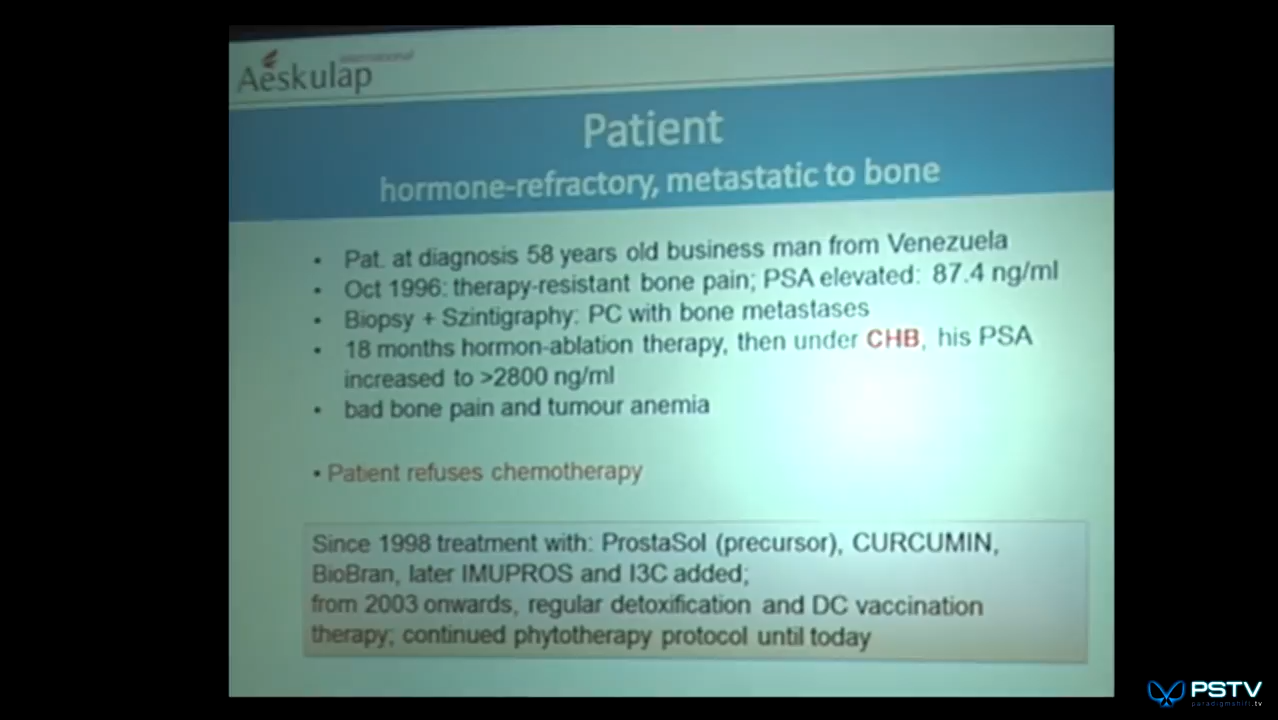 international
Aeskulap
Patient
hormone-refractory, metastatic to bone
• Pat. at diagnosis 58 years old business man from Venezuela
• Oct 1996: therapy-resistant bone pain; PSA elevated: 87.4 ng/ml
• Biopsy + Szintigraphy: PC with bone metastases
• 18 months hormon-ablation therapy, then under CHB, his PSA
increased to >2800 ng/ml
• bad bone pain and tumour anemia
• Patient refuses chemotherapy
Since 1998 treatment with: ProstaSol (precursor), CURCUMIN,
BioBran, later IMUPROS and I3C added;
from 2003 onwards, regular detoxification and DC vaccination
therapy; continued phytotherapy protocol until today
PSTV
paradigmshift.tv